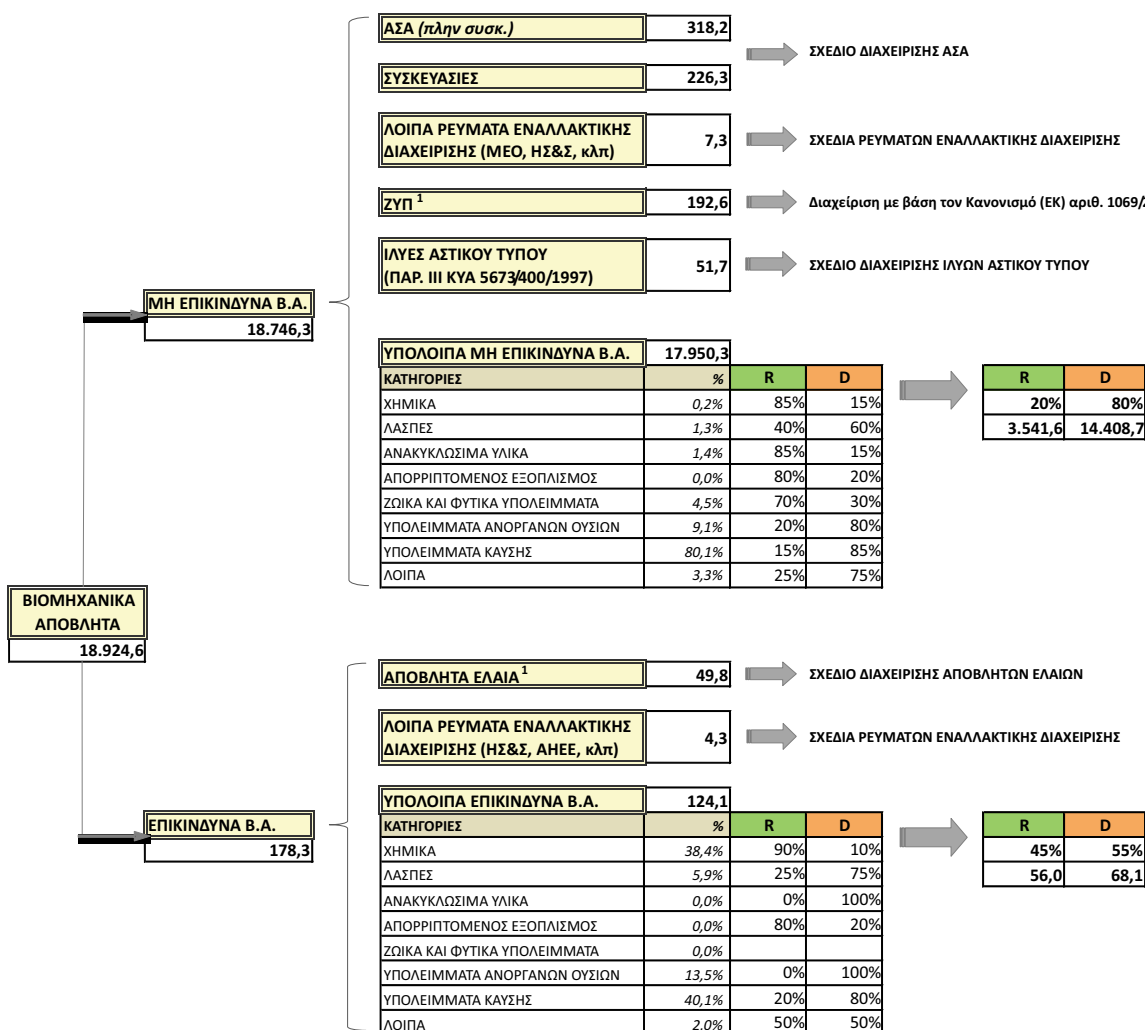 ΑΣΑ (πλην συσκ.) 318,2
ΣΧΕΔΙΟ ΔΙΑΧΕΙΡΙΣΗΣ ΑΣΑ
ΣΥΣΚΕΥΑΣΙΕΣ 226,3
ΛΟΙΠΑ ΡΕΥΜΑΤΑ ΕΝΑΛΛΑΚΤΙΚΗΣ
ΔΙΑΧΕΙΡΙΣΗΣ (ΜΕΟ, ΗΣ&Σ, κλπ) 7,3 ΣΧΕΔΙΑ ΡΕΥΜΑΤΩΝ ΕΝΑΛΛΑΚΤΙΚΗΣ ΔΙΑΧΕΙΡΙΣΗΣ
ΖΥΠ 1 192,6 Διαχείριση με βάση τον Κανονισμό (ΕΚ) αριθ. 1069/
ΙΛΥΕΣ ΑΣΤΙΚΟΥ ΤΥΠΟΥ
(ΠΑΡ. ΙΙΙ ΚΥΑ 5673/400/1997) 51,7 ΣΧΕΔΙΟ ΔΙΑΧΕΙΡΙΣΗΣ ΙΛΥΩΝ ΑΣΤΙΚΟΥ ΤΥΠΟΥ
ΜΗ ΕΠΙΚΙΝΔΥΝΑ Β.Α.
18.746,3
ΥΠΟΛΟΙΠΑ ΜΗ ΕΠΙΚΙΝΔΥΝΑ Β.Α. 17.950,3
ΚΑΤΗΓΟΡΙΕΣ % R D
ΧΗΜΙΚΑ 0,2% 85% 15%
ΛΑΣΠΕΣ 1,3% 40% 60%
ΑΝΑΚΥΚΛΩΣΙΜΑ ΥΛΙΚΑ 1,4% 85% 15%
ΑΠΟΡΡΙΠΤΟΜΕΝΟΣ ΕΞΟΠΛΙΣΜΟΣ 0,0% 80% 20%
ΖΩΙΚΑ ΚΑΙ ΦΥΤΙΚΑ ΥΠΟΛΕΙΜΜΑΤΑ 4,5% 70% 30%
ΥΠΟΛΕΙΜΜΑΤΑ ΑΝΟΡΓΑΝΩΝ ΟΥΣΙΩΝ 9,1% 20% 80%
ΥΠΟΛΕΙΜΜΑΤΑ ΚΑΥΣΗΣ 80,1% 15% 85%
ΛΟΙΠΑ 3,3% 25% 75%
R D
20% 80%
3.541,6 14.408,7
ΒΙΟΜΗΧΑΝΙΚΑ
ΑΠΟΒΛΗΤΑ
18.924,6
ΑΠΟΒΛΗΤΑ ΕΛΑΙΑ 1 49,8 ΣΧΕΔΙΟ ΔΙΑΧΕΙΡΙΣΗΣ ΑΠΟΒΛΗΤΩΝ ΕΛΑΙΩΝ
ΛΟΙΠΑ ΡΕΥΜΑΤΑ ΕΝΑΛΛΑΚΤΙΚΗΣ
ΔΙΑΧΕΙΡΙΣΗΣ (ΗΣ&Σ, ΑΗΕΕ, κλπ) 4,3 ΣΧΕΔΙΑ ΡΕΥΜΑΤΩΝ ΕΝΑΛΛΑΚΤΙΚΗΣ ΔΙΑΧΕΙΡΙΣΗΣ
ΕΠΙΚΙΝΔΥΝΑ Β.Α.
178,3
ΥΠΟΛΟΙΠΑ ΕΠΙΚΙΝΔΥΝΑ Β.Α. 124,1
ΚΑΤΗΓΟΡΙΕΣ % R D
ΧΗΜΙΚΑ 38,4% 90% 10%
ΛΑΣΠΕΣ 5,9% 25% 75%
ΑΝΑΚΥΚΛΩΣΙΜΑ ΥΛΙΚΑ 0,0% 0% 100%
ΑΠΟΡΡΙΠΤΟΜΕΝΟΣ ΕΞΟΠΛΙΣΜΟΣ 0,0% 80% 20%
ΖΩΙΚΑ ΚΑΙ ΦΥΤΙΚΑ ΥΠΟΛΕΙΜΜΑΤΑ 0,0%
ΥΠΟΛΕΙΜΜΑΤΑ ΑΝΟΡΓΑΝΩΝ ΟΥΣΙΩΝ 13,5% 0% 100%
ΥΠΟΛΕΙΜΜΑΤΑ ΚΑΥΣΗΣ 40,1% 20% 80%
ΛΟΙΠΑ 2,0% 50% 50%
R D
45% 55%
56,0 68,1